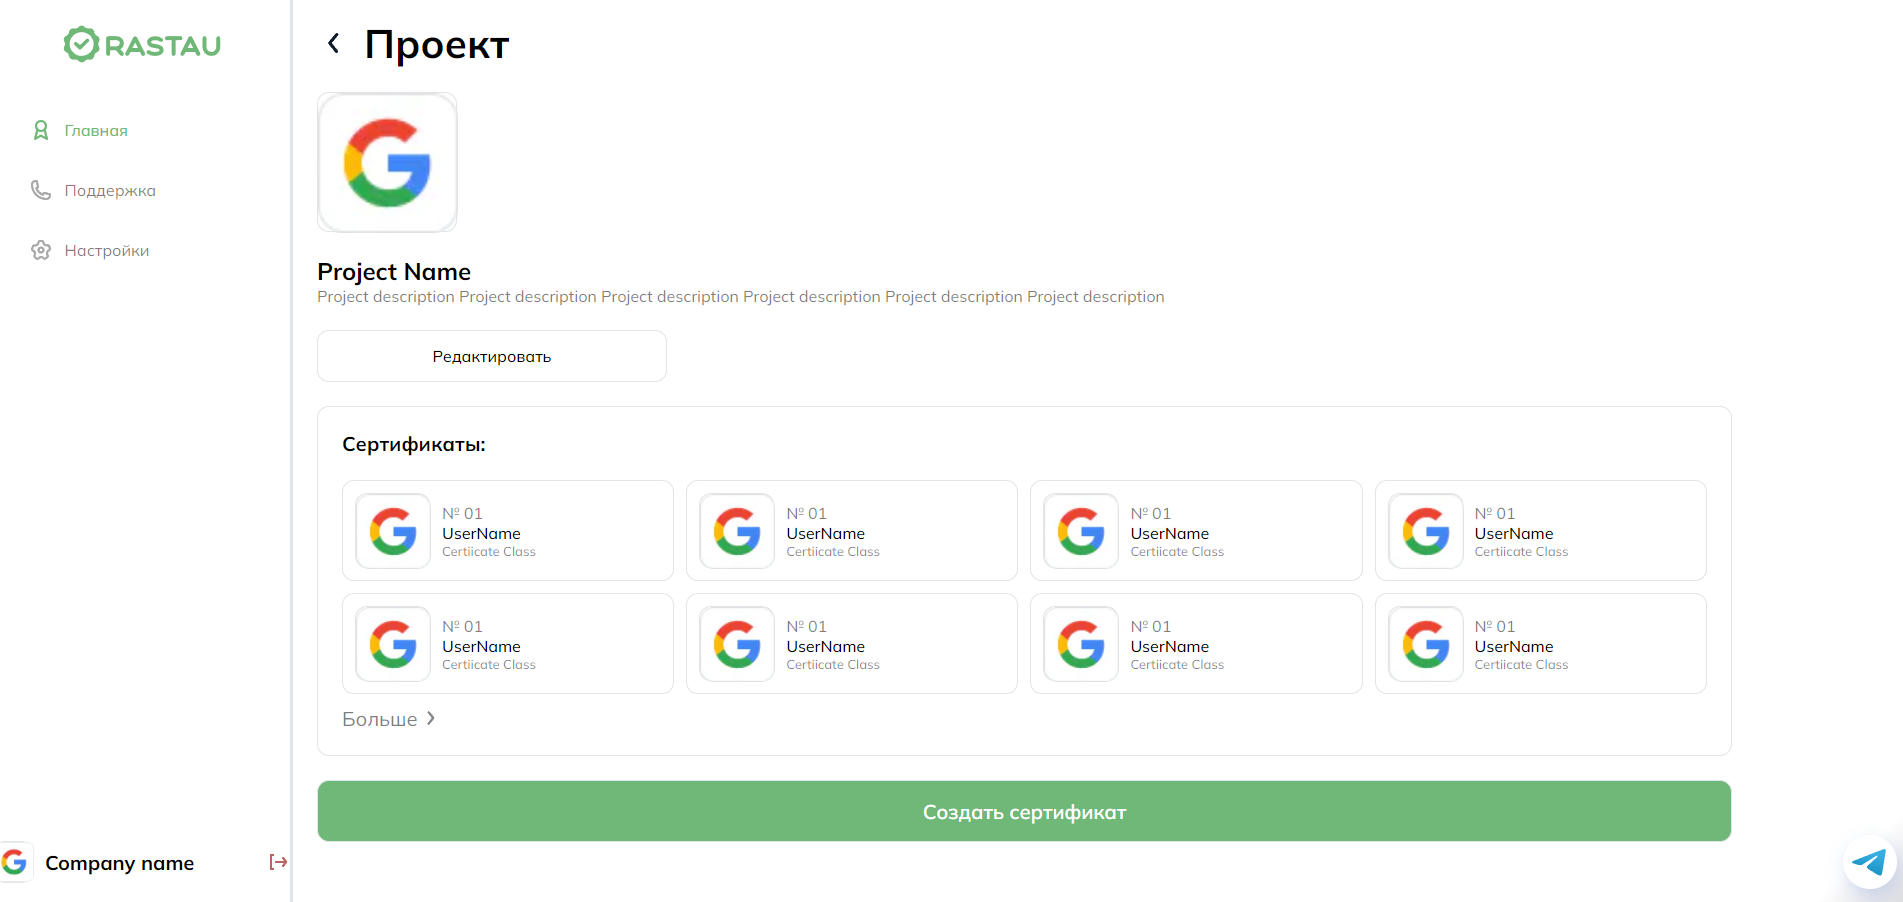 RASTAU
Главная
Поддержка
Настройки
Company name
Проект
Project Name
Project description Project description Project description Project description Project description Project description
Редактировать
Сертификаты:
№ 01
UserName
Certiicate Class
№ 01
UserName
Certiicate Class
№ 01
UserName
Certiicate Class
№ 01
UserName
Certiicate Class
№ 01
UserName
Certiicate Class
№ 01
UserName
Certiicate Class
№ 01
UserName
Certiicate Class
№ 01
UserName
Certiicate Class
Больше
Создать сертификат